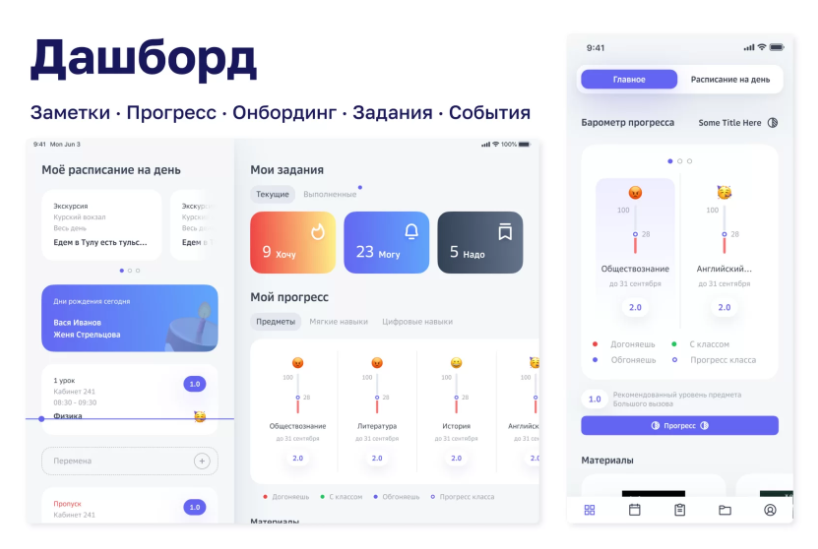 Дашборд
Заметки · Прогресс · Онбординг · Задания · События
9:41 Mon Jun 3
100%
Моё расписание на день
Экскурсия
Курский вокзал
Весь день
Едем в Тулу есть тульс...
Экскур
Курск
Весь д
Едем в Т
Дни рождения сегодня
Вася Иванов
Женя Стрельцова
1 урок
1.0
Кабинет 241
08:30 - 09:30
Физика
Перемена
Пропуск
1.0
Кабинет 241
Мои задания
Текущие
Выполненные
9 Хочу
23 Могу
5 Надо
Мой прогресс
Предметы
Мягкие навыки
Цифровые навыки
100
28
Обществознание
до 31 сентября
2.0
100
28
Литература
до 31 сентября
2.0
100
28
История
до 31 сентября
2.0
100
28
Английск
до 31 сен
2.0
Догоняешь
С классом
Обгоняешь
Прогресс класса
Материалы
9:41
Главное
Расписание на день
Барометр прогресса
Some Title Here
100
28
Обществознание
до 31 сентября
2.0
100
28
Английский...
до 31 сентября
2.0
Догоняешь
С классом
Обгоняешь
Прогресс класса
1.0
Рекомендованный уровень предмета
большого вызова
Прогресс
Материалы